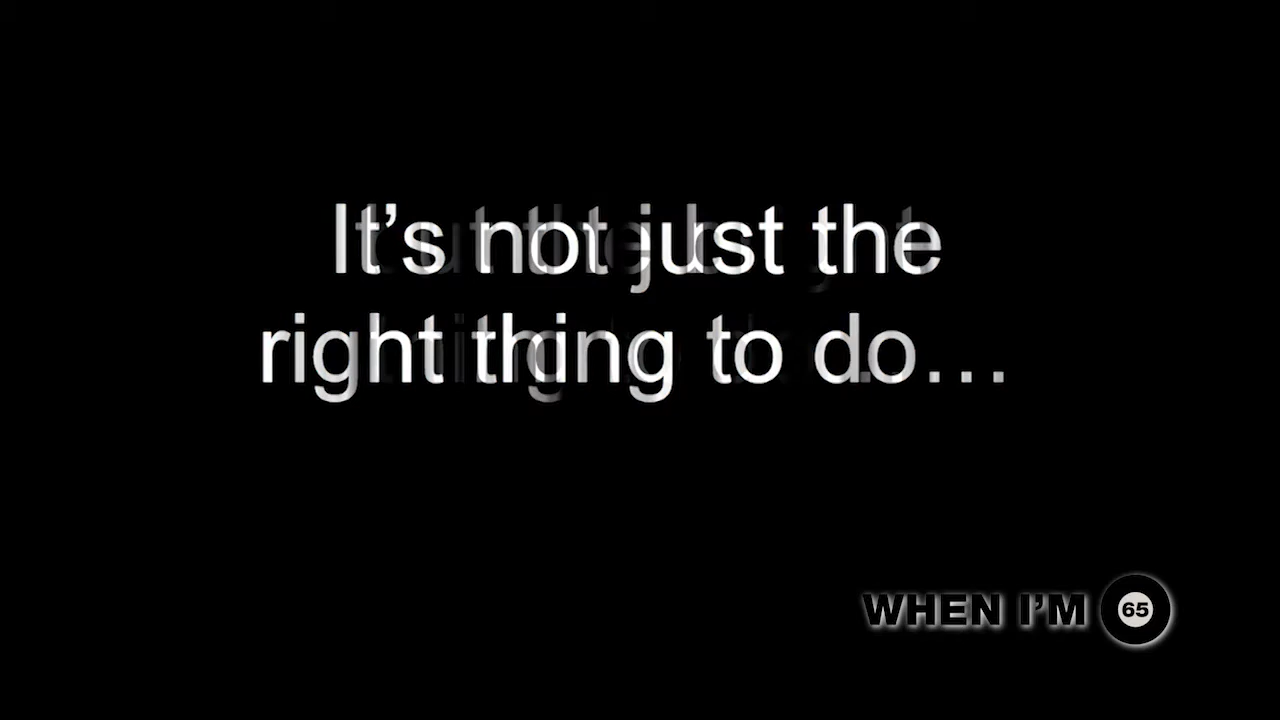 It’s not just the
right thing to do…
WHEN I’M 65